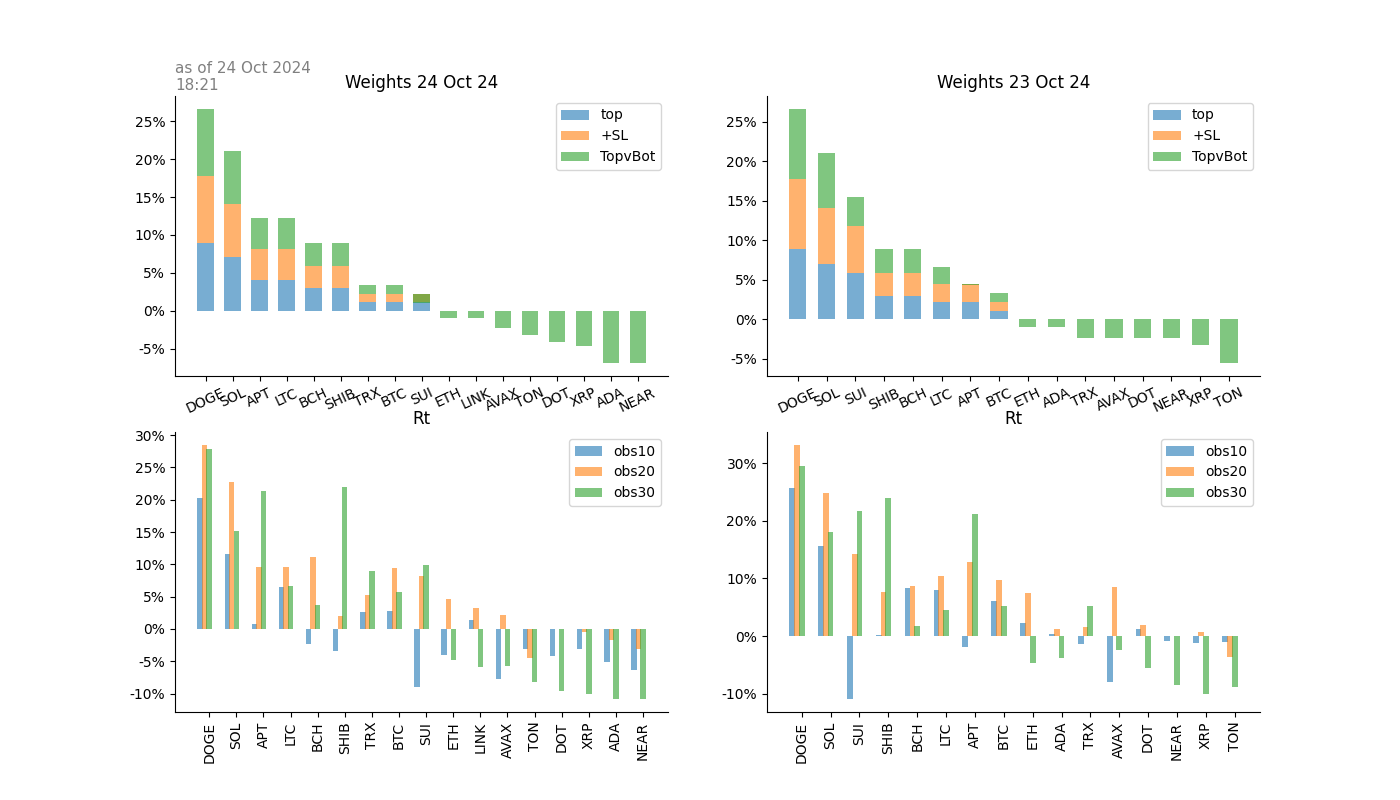 as of 24 Oct 2024
18:21
Weights 24 Oct 24
top
+SL
TopvBot
25%
20%
15%
10%
5%
0%
-5%
DOGE SOL APT LTC BCH SHIB TRX BTC SUI ETH LINK AVAX TON DOT XRP ADA NEAR
Weights 23 Oct 24
top
+SL
TopvBot
25%
20%
15%
10%
5%
0%
-5%
DOGE SOL SUI SHIB BCH LTC APT BTC ETH ADA TRX AVAX DOT NEAR XRP TON
Rt
obs10
obs20
obs30
30%
25%
20%
15%
10%
5%
0%
-5%
-10%
DOGE SOL APT LTC BCH SHIB TRX BTC SUI ETH LINK AVAX TON DOT XRP ADA NEAR
Rt
obs10
obs20
obs30
30%
20%
10%
0%
-10%
DOGE SOL SUI SHIB BCH LTC APT BTC ETH ADA TRX AVAX DOT NEAR XRP TON